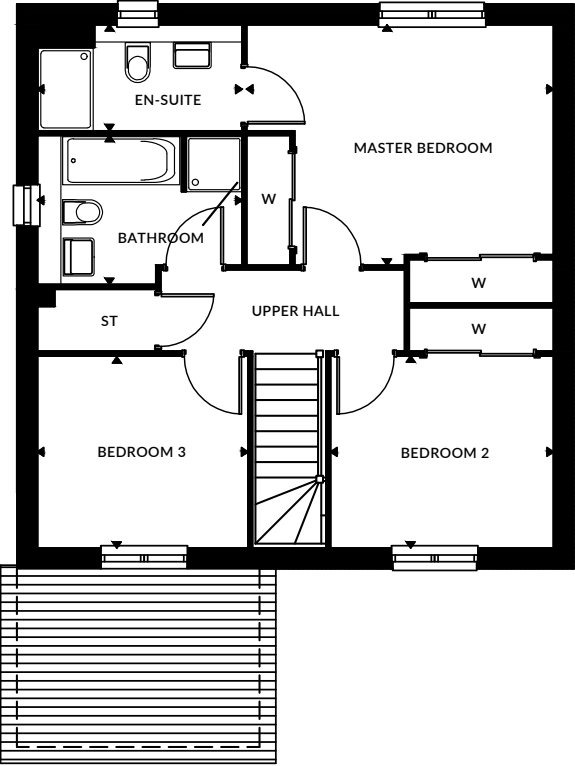 EN-SUITE
MASTER BEDROOM
W
BATHROOM
W
UPPER HALL
ST
W
BEDROOM 3
BEDROOM 2